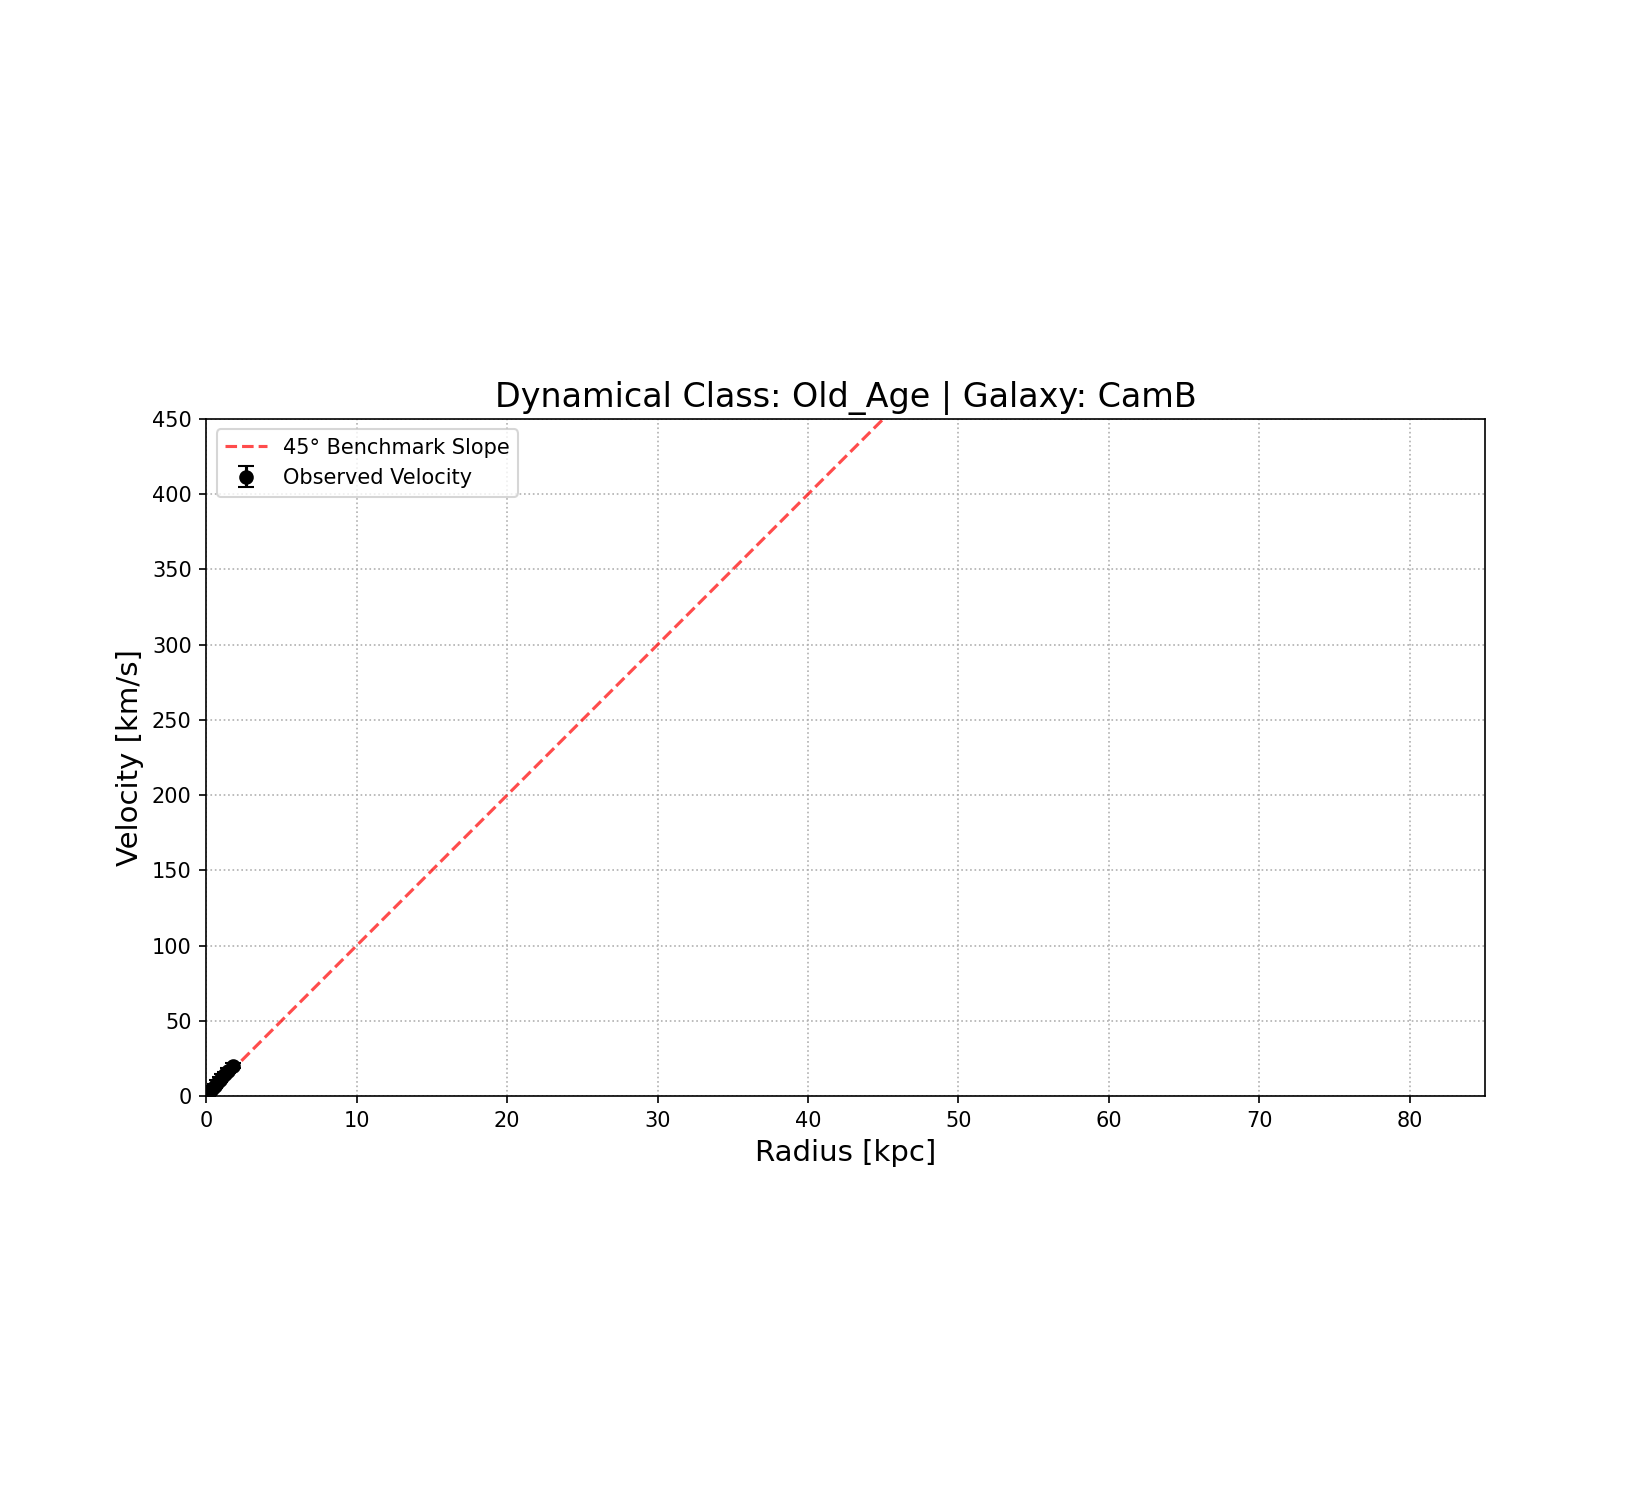 Dynamical Class: Old_Age | Galaxy: CamB
45° Benchmark Slope
Observed Velocity
450
400
350
300
250
200
150
100
50
0
Velocity [km/s]
0 10 20 30 40 50 60 70 80
Radius [kpc]